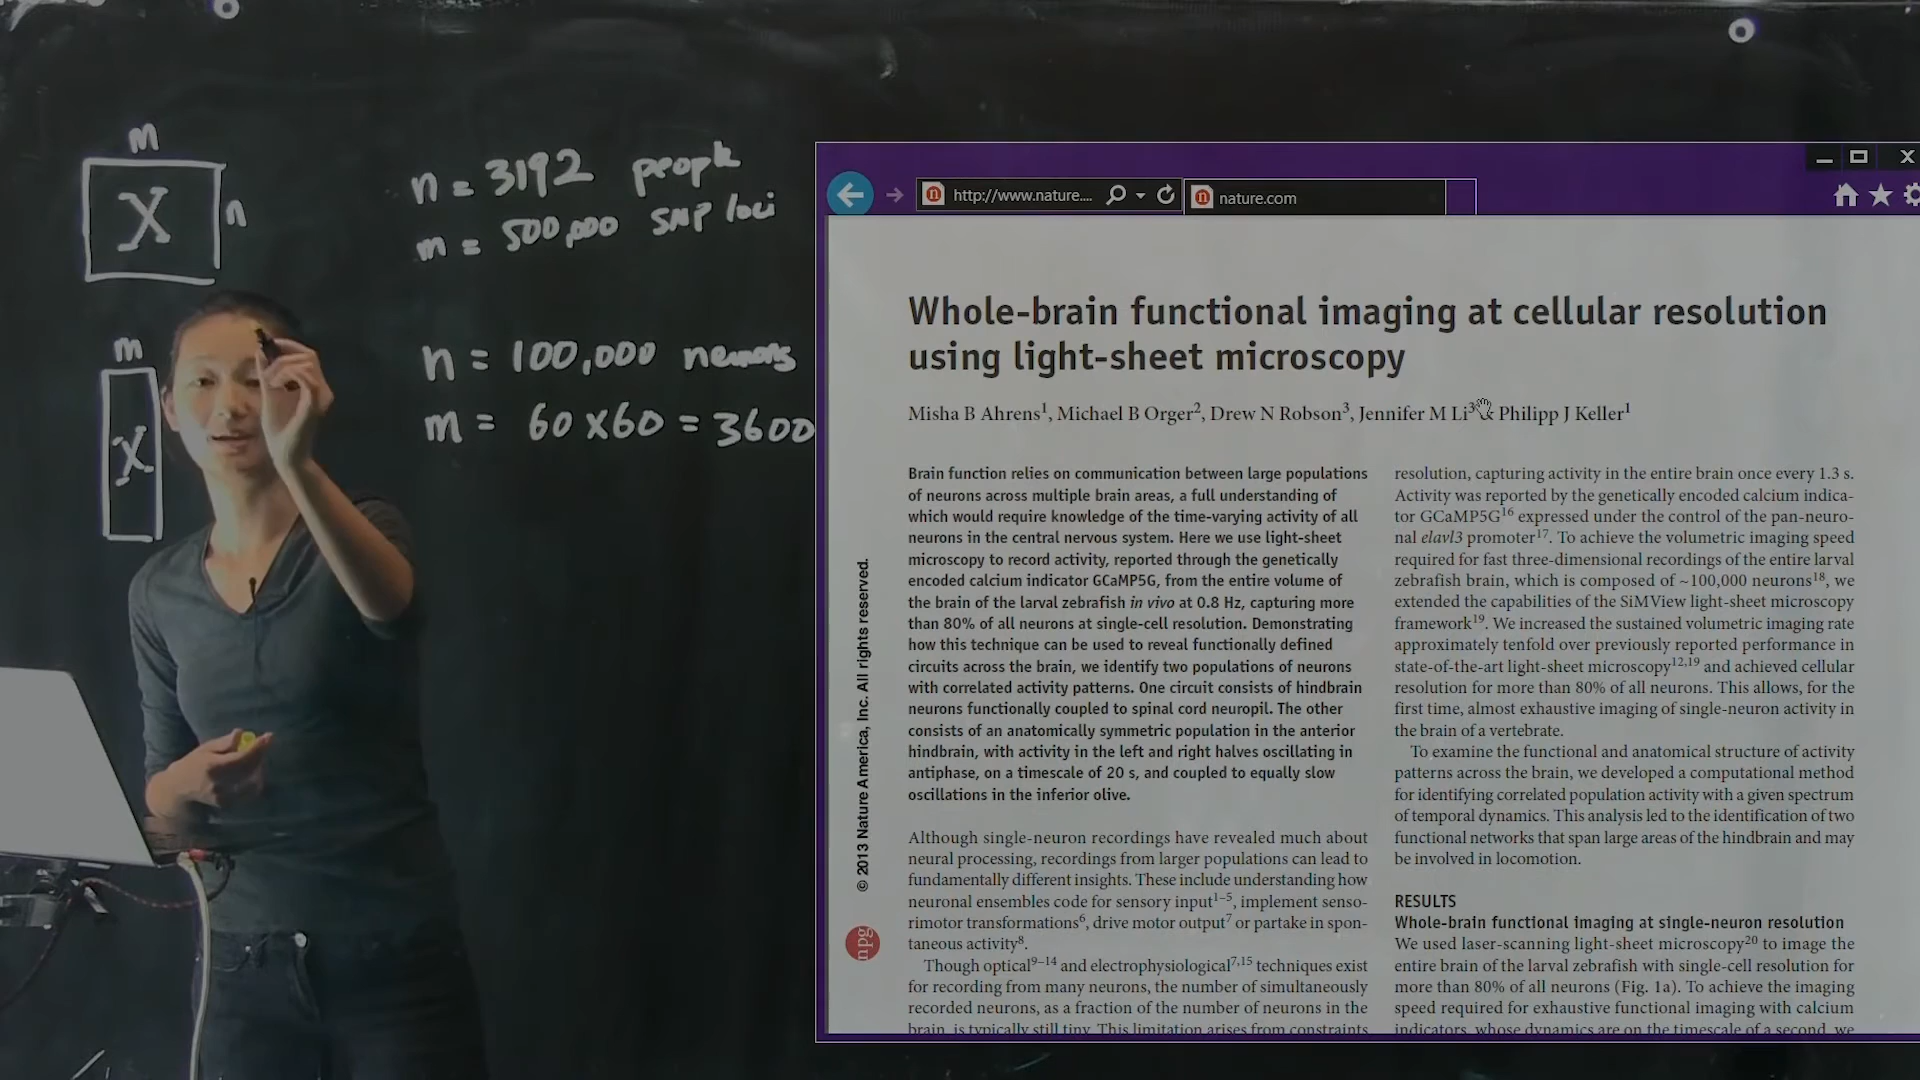 m
X
n
n = 3192 people
m = 500,000 SNP loci
m
X
n = 100,000 neurons
m = 60 x 60 = 3600
http://www.nature....
n
nature.com
n
Whole-brain functional imaging at cellular resolution
using light-sheet microscopy
Misha B Ahrens1, Michael B Orger2, Drew N Robson3, Jennifer M Li3 & Philipp J Keller1
Brain function relies on communication between large populations
of neurons across multiple brain areas, a full understanding of
which would require knowledge of the time-varying activity of all
neurons in the central nervous system. Here we use light-sheet
microscopy to record activity, reported through the genetically
encoded calcium indicator GCaMP5G, from the entire volume of
the brain of the larval zebrafish in vivo at 0.8 Hz, capturing more
than 80% of all neurons at single-cell resolution. Demonstrating
how this technique can be used to reveal functionally defined
circuits across the brain, we identify two populations of neurons
with correlated activity patterns. One circuit consists of hindbrain
neurons functionally coupled to spinal cord neuropil. The other
consists of an anatomically symmetric population in the anterior
hindbrain, with activity in the left and right halves oscillating in
antiphase, on a timescale of 20 s, and coupled to equally slow
oscillations in the inferior olive.
Although single-neuron recordings have revealed much about
neural processing, recordings from larger populations can lead to
fundamentally different insights. These include understanding how
neuronal ensembles code for sensory input1–5, implement senso-
rimotor transformations6, drive motor output7 or partake in spon-
taneous activity8.
Though optical9–14 and electrophysiological7,15 techniques exist
for recording from many neurons, the number of simultaneously
recorded neurons, as a fraction of the number of neurons in the
brain, is typically still tiny. This limitation arises from constraints
resolution, capturing activity in the entire brain once every 1.3 s.
Activity was reported by the genetically encoded calcium indica-
tor GCaMP5G16 expressed under the control of the pan-neuro-
nal elavl3 promoter17. To achieve the volumetric imaging speed
required for fast three-dimensional recordings of the entire larval
zebrafish brain, which is composed of ~100,000 neurons18, we
extended the capabilities of the SiMView light-sheet microscopy
framework19. We increased the sustained volumetric imaging rate
approximately tenfold over previously reported performance in
state-of-the-art light-sheet microscopy12,19 and achieved cellular
resolution for more than 80% of all neurons. This allows, for the
first time, almost exhaustive imaging of single-neuron activity in
the brain of a vertebrate.
To examine the functional and anatomical structure of activity
patterns across the brain, we developed a computational method
for identifying correlated population activity with a given spectrum
of temporal dynamics. This analysis led to the identification of two
functional networks that span large areas of the hindbrain and may
be involved in locomotion.
RESULTS
Whole-brain functional imaging at single-neuron resolution
We used laser-scanning light-sheet microscopy20 to image the
entire brain of the larval zebrafish with single-cell resolution for
more than 80% of all neurons (Fig. 1a). To achieve the imaging
speed required for exhaustive functional imaging with calcium
indicators, whose dynamics are on the timescale of a second, we
© 2013 Nature America, Inc. All rights reserved.
npg